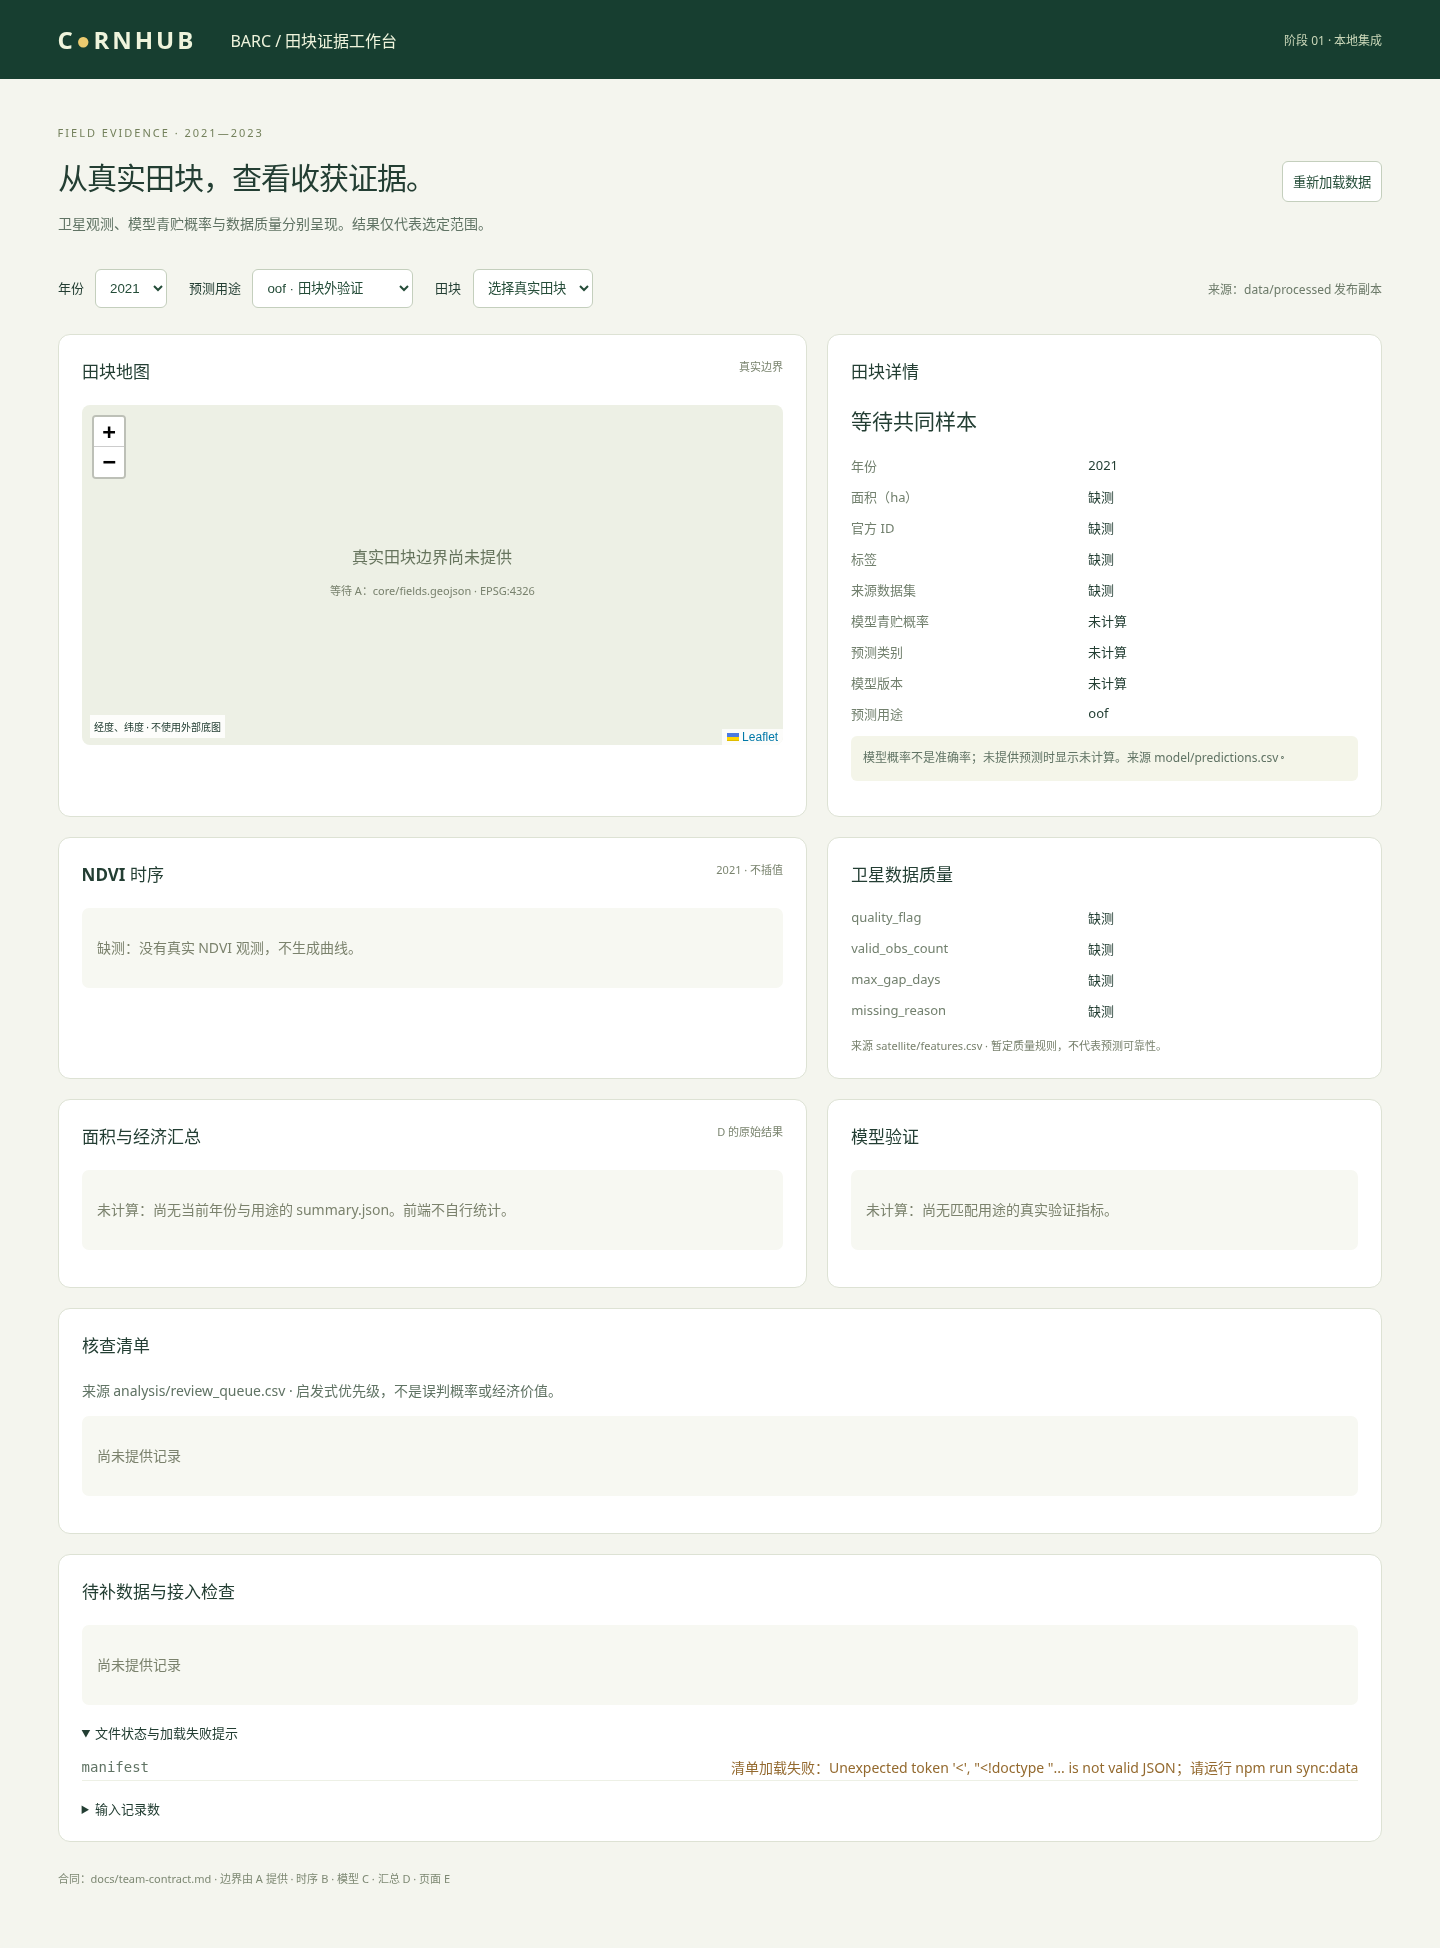 C●RNHUB
BARC / 田块证据工作台
阶段 01 · 本地集成
FIELD EVIDENCE · 2021—2023
从真实田块，查看收获证据。
重新加载数据
卫星观测、模型青贮概率与数据质量分别呈现。结果仅代表选定范围。
年份 2021 预测用途 oof · 田块外验证 田块 选择真实田块
来源：data/processed 发布副本
田块地图
真实边界
+
−
真实田块边界尚未提供
等待 A：core/fields.geojson · EPSG:4326
经度、纬度 · 不使用外部底图
Leaflet
田块详情
等待共同样本
年份 2021
面积（ha） 缺测
官方 ID 缺测
标签 缺测
来源数据集 缺测
模型青贮概率 未计算
预测类别 未计算
模型版本 未计算
预测用途 oof
模型概率不是准确率；未提供预测时显示未计算。来源 model/predictions.csv。
NDVI 时序
2021 · 不插值
缺测：没有真实 NDVI 观测，不生成曲线。
卫星数据质量
quality_flag 缺测
valid_obs_count 缺测
max_gap_days 缺测
missing_reason 缺测
来源 satellite/features.csv · 暂定质量规则，不代表预测可靠性。
面积与经济汇总
D 的原始结果
未计算：尚无当前年份与用途的 summary.json。前端不自行统计。
模型验证
未计算：尚无匹配用途的真实验证指标。
核查清单
来源 analysis/review_queue.csv · 启发式优先级，不是误判概率或经济价值。
尚未提供记录
待补数据与接入检查
尚未提供记录
▼ 文件状态与加载失败提示
manifest
清单加载失败：Unexpected token '<', "<!doctype "... is not valid JSON；请运行 npm run sync:data
▶ 输入记录数
合同：docs/team-contract.md · 边界由 A 提供 · 时序 B · 模型 C · 汇总 D · 页面 E